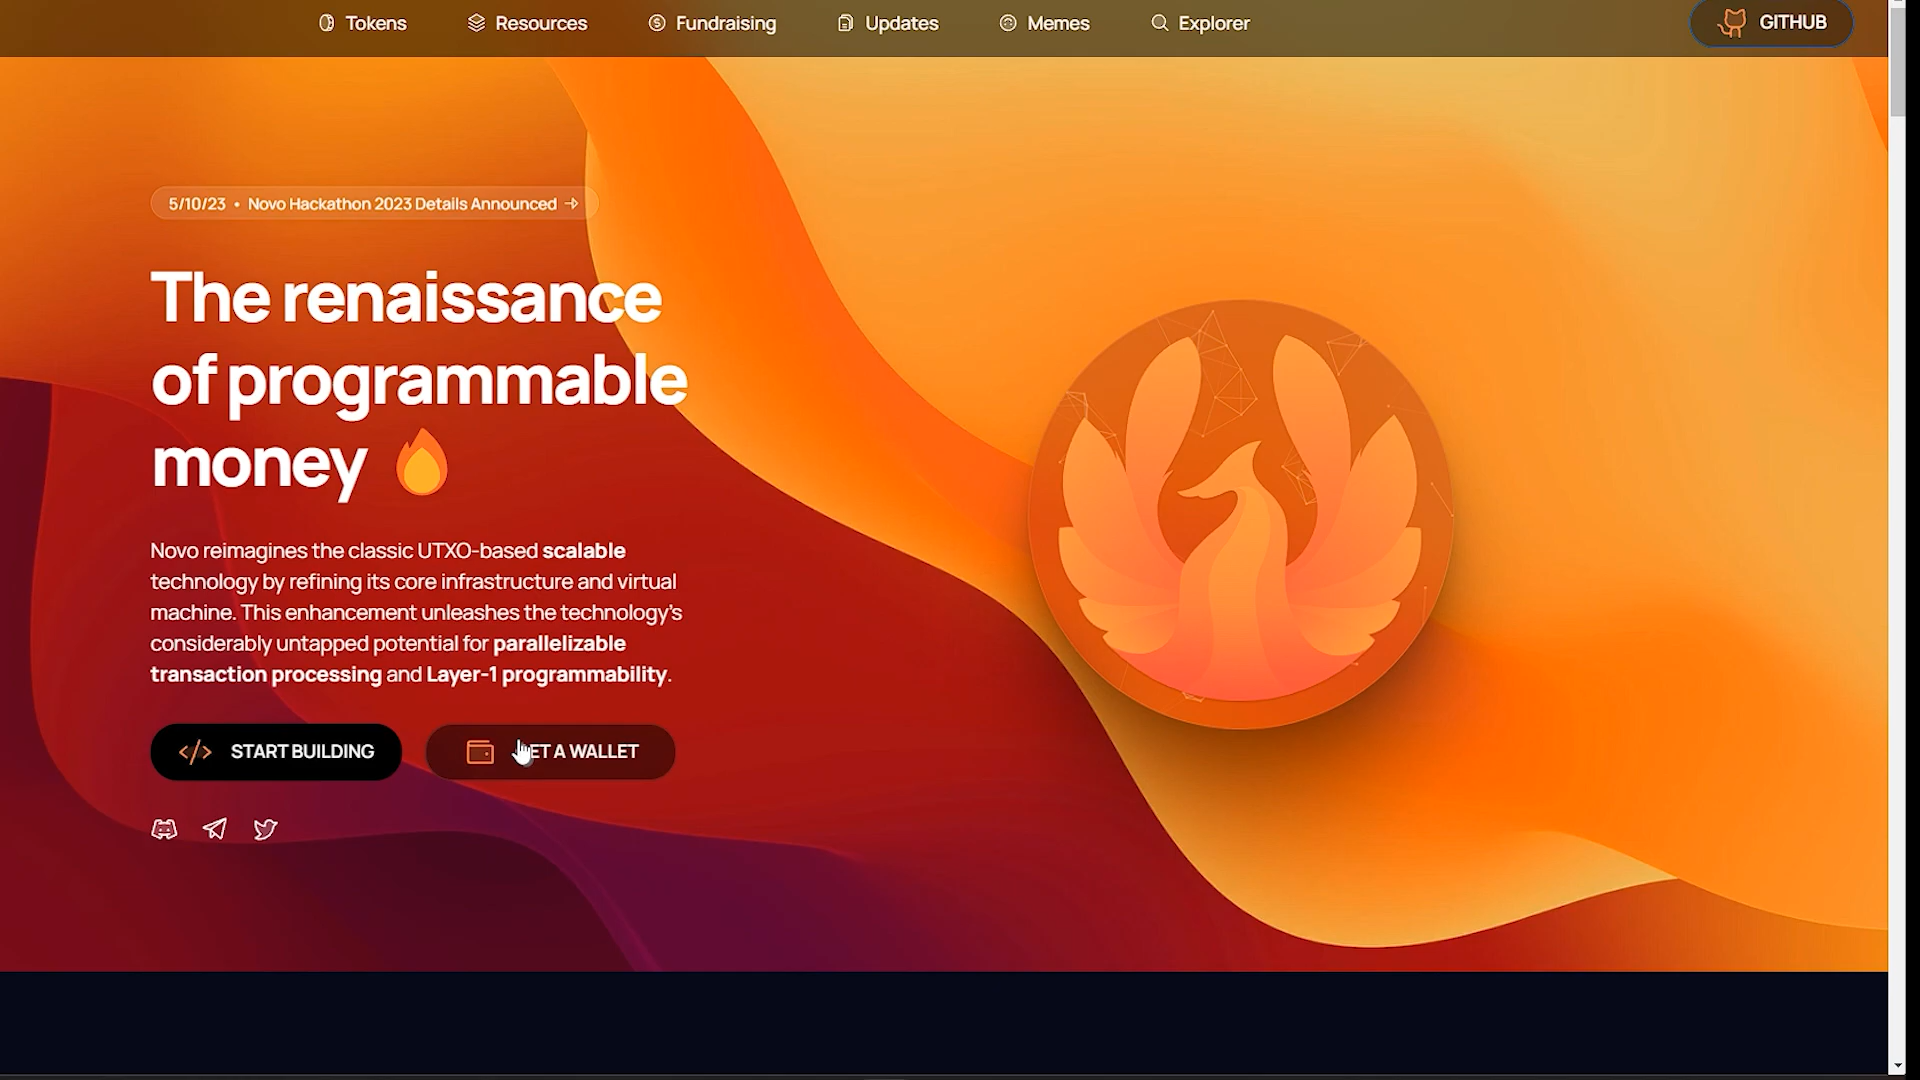 Tokens
Resources
Fundraising
Updates
Memes
Explorer
GITHUB
5/10/23 • Novo Hackathon 2023 Details Announced →
The renaissance
of programmable
money 🔥
Novo reimagines the classic UTXO-based scalable
technology by refining its core infrastructure and virtual
machine. This enhancement unleashes the technology's
considerably untapped potential for parallelizable
transaction processing and Layer-1 programmability.
</> START BUILDING
A WALLET